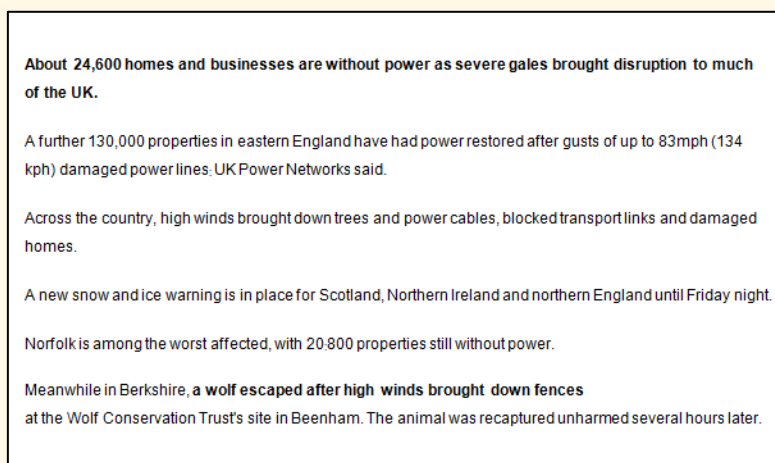 About 24,600 homes and businesses are without power as severe gales brought disruption to much
of the UK.
A further 130,000 properties in eastern England have had power restored after gusts of up to 83mph (134
kph) damaged power lines, UK Power Networks said.
Across the country, high winds brought down trees and power cables, blocked transport links and damaged
homes.
A new snow and ice warning is in place for Scotland, Northern Ireland and northern England until Friday night.
Norfolk is among the worst affected, with 20,800 properties still without power.
Meanwhile in Berkshire, a wolf escaped after high winds brought down fences
at the Wolf Conservation Trust's site in Beenham. The animal was recaptured unharmed several hours later.